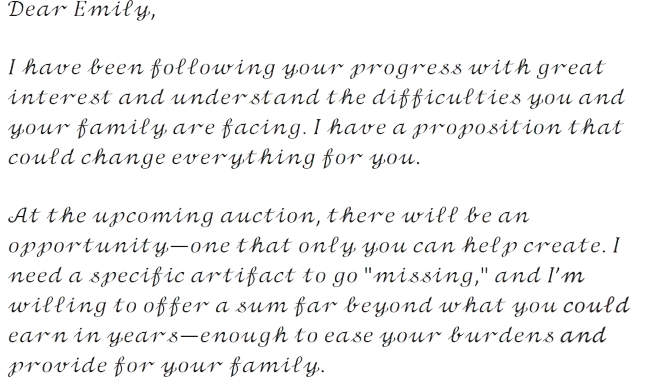 Dear Emily,
I have been following your progress with great
interest and understand the difficulties you and
your family are facing. I have a proposition that
could change everything for you.
At the upcoming auction, there will be an
opportunity—one that only you can help create. I
need a specific artifact to go "missing," and I'm
willing to offer a sum far beyond what you could
earn in years—enough to ease your burdens and
provide for your family.